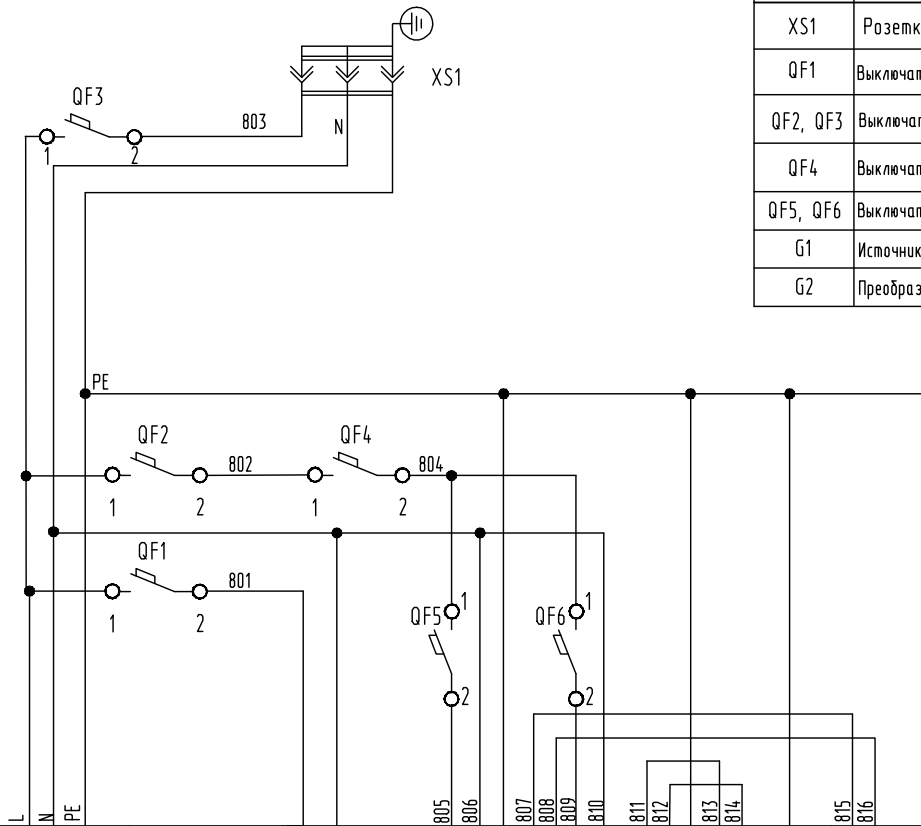 XS1
QF3
803
N
1
2
XS1 Розетк
QF1 Выключат
QF2, QF3 Выключат
QF4 Выключат
QF5, QF6 Выключат
G1 Источник
G2 Преобраз
PE
QF2 QF4
802 804
1 2 1 2
QF1
801
1 2
QF5 1 QF6 1
2 2
L N PE 805 806 807 808 809 810 811 812 813 814 815 816